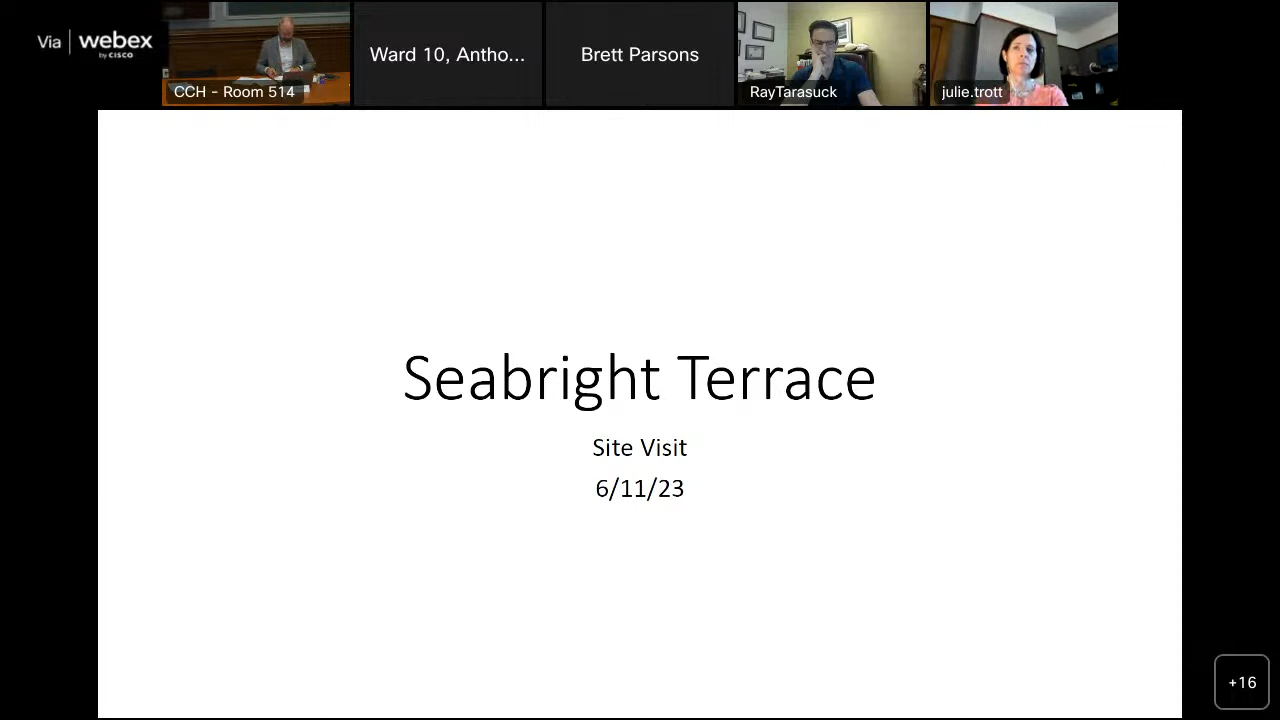 Via
webex
by CISCO
CCH - Room 514
Ward 10, Antho...
Brett Parsons
RayTarasuck
julie.trott
Seabright Terrace
Site Visit
6/11/23
+16